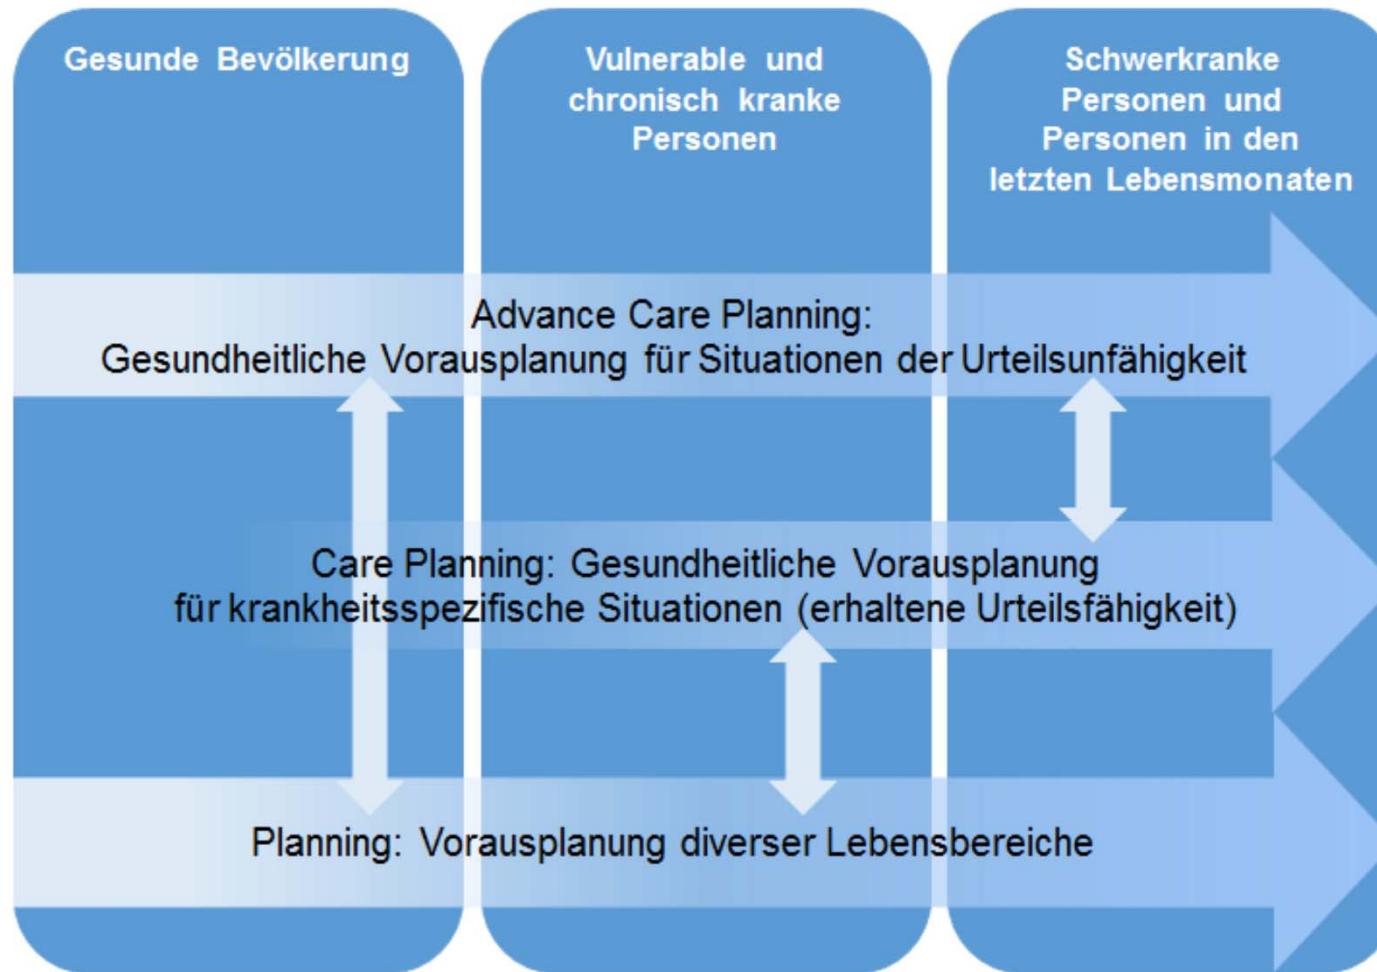 Gesunde Bevölkerung
Vulnerable und
chronisch kranke
Personen
Schwerkranke
Personen und
Personen in den
letzten Lebensmonaten
Advance Care Planning:
Gesundheitliche Vorausplanung für Situationen der Urteilsunfähigkeit
Care Planning: Gesundheitliche Vorausplanung
für krankheitsspezifische Situationen (erhaltene Urteilsfähigkeit)
Planning: Vorausplanung diverser Lebensbereiche